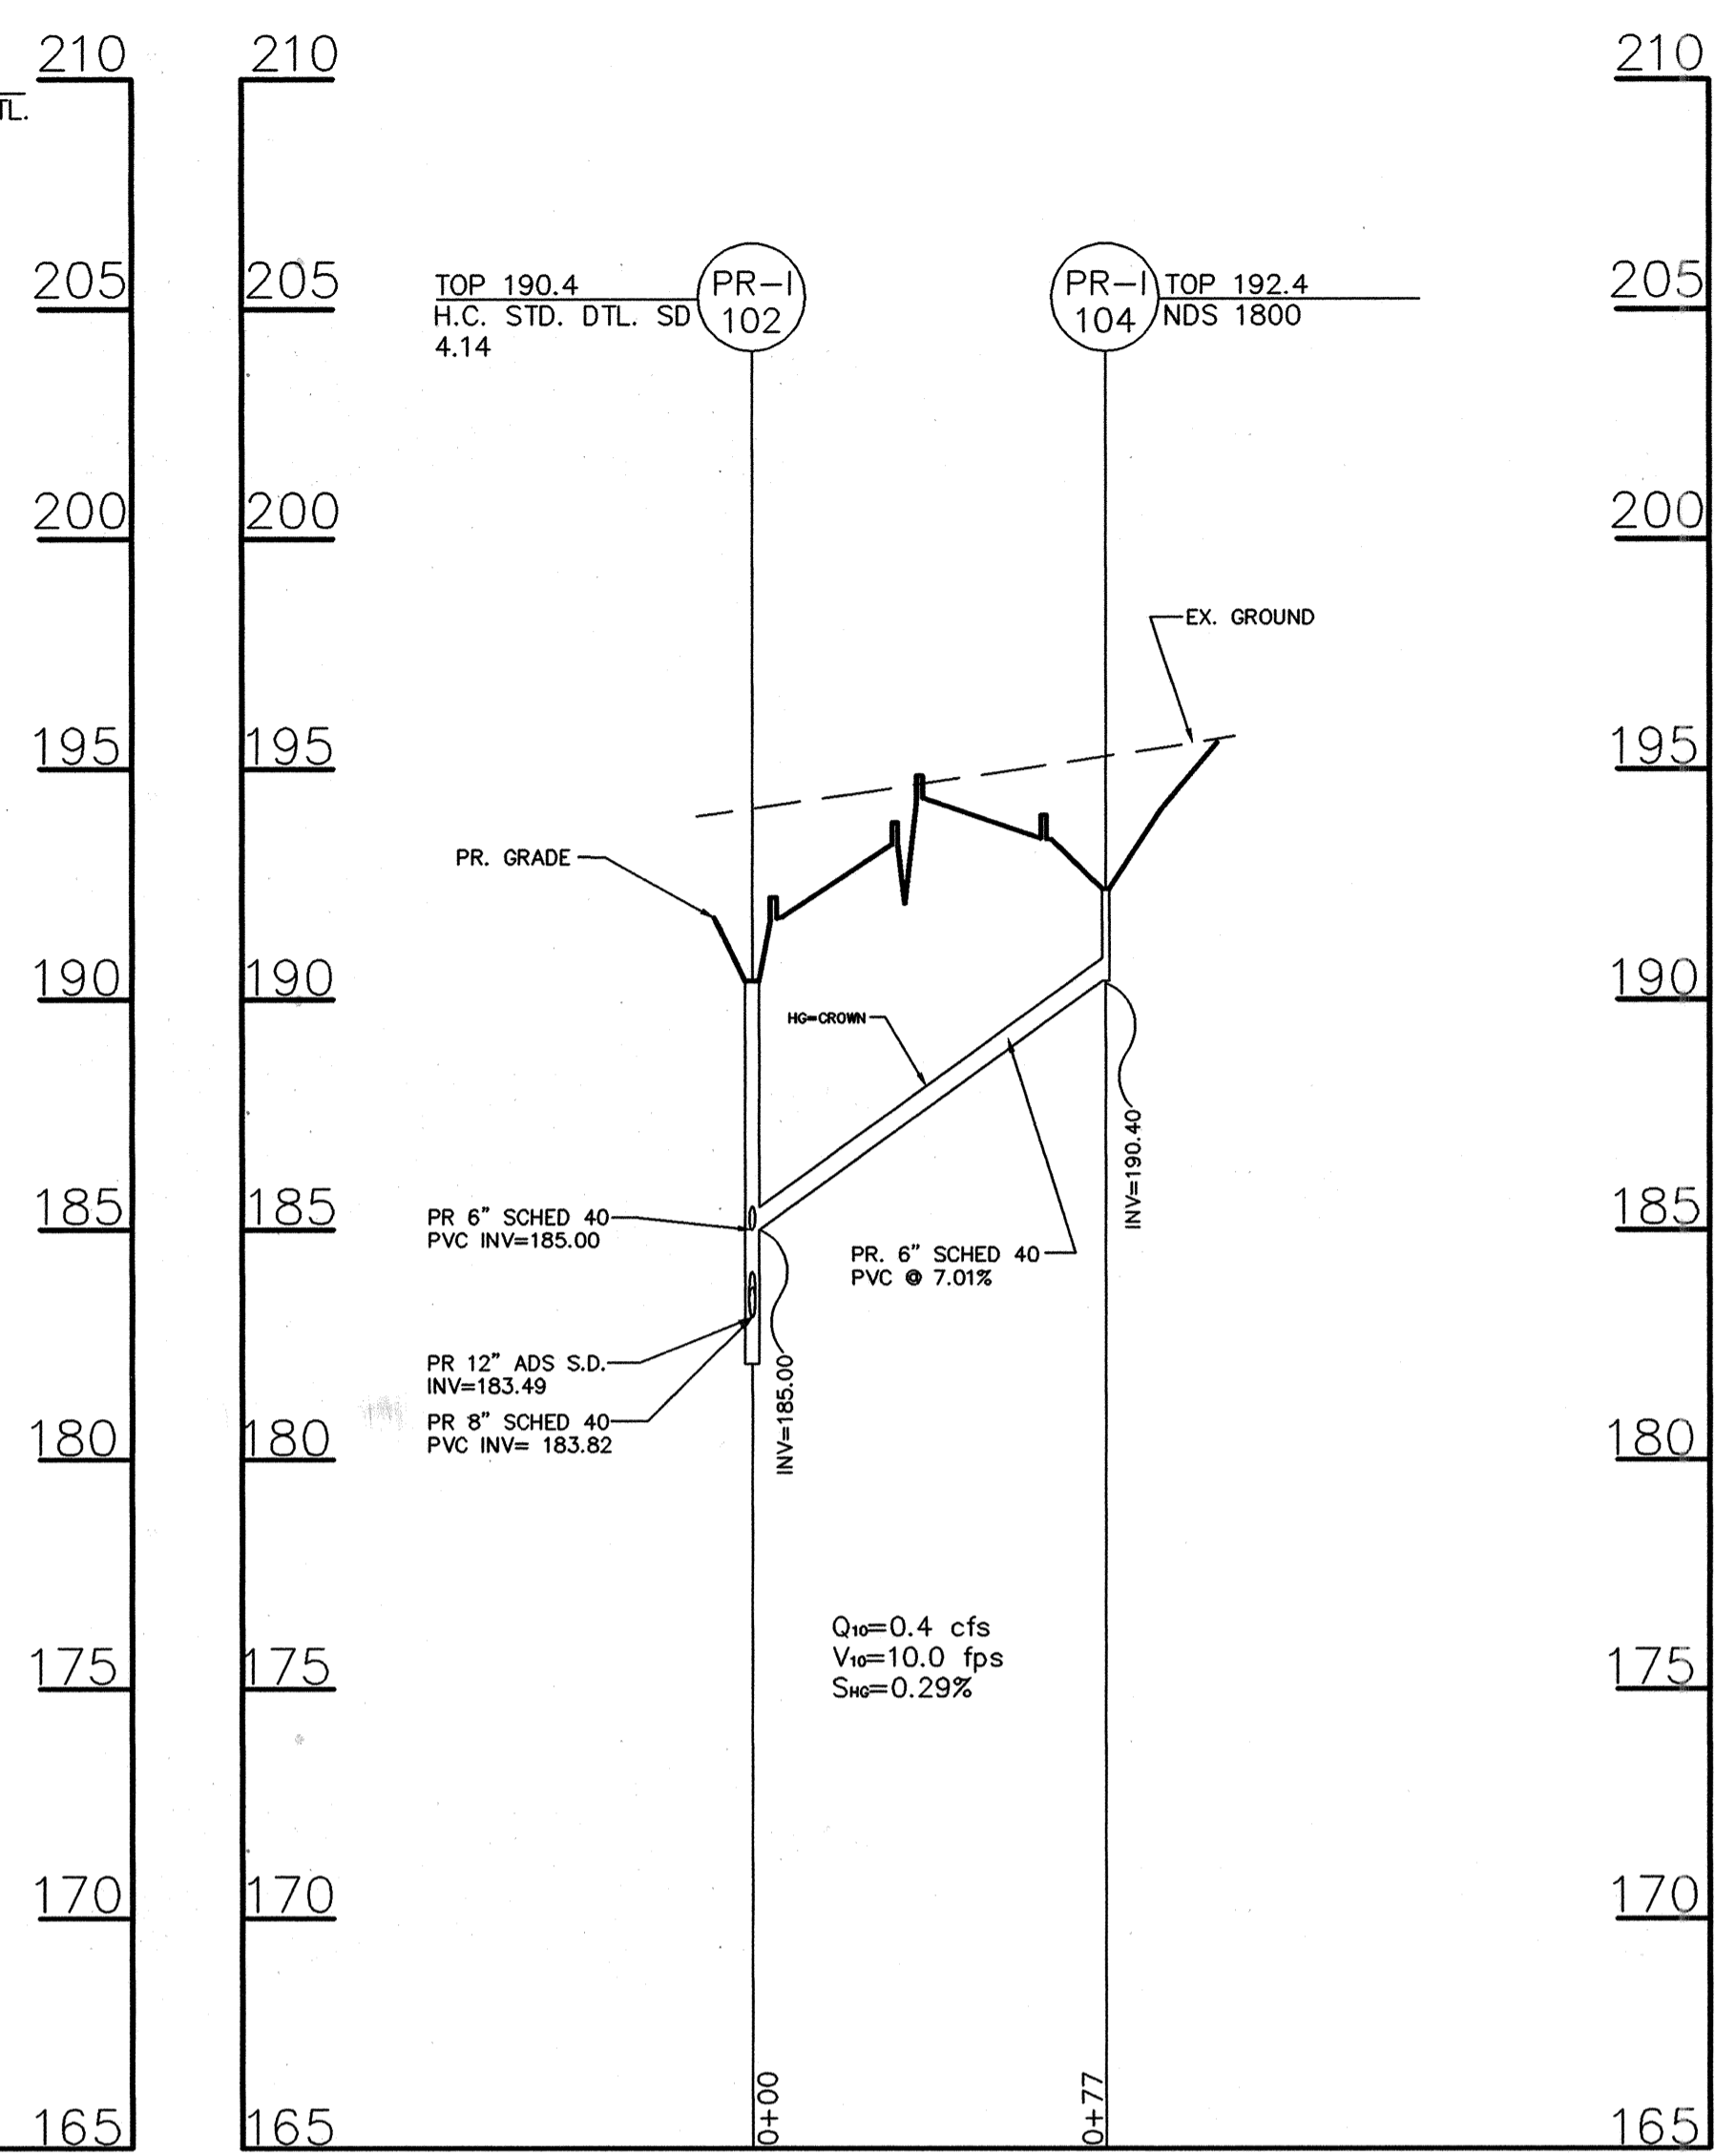 210
205
200
195
190
185
180
175
170
165
TL.
210
205
200
195
190
185
180
175
170
165
TOP 190.4
H.C. STD. DTL. SD
4.14
PR-I
102
PR-I
104
TOP 192.4
NDS 1800
EX. GROUND
PR. GRADE
HG=CROWN
INV=190.40
PR 6" SCHED 40
PVC INV=185.00
PR. 6" SCHED 40
PVC @ 7.01%
PR 12" ADS S.D.
INV=183.49
PR 8" SCHED 40
PVC INV= 183.82
INV=185.00
Q10=0.4 cfs
V10=10.0 fps
SHG=0.29%
0+00
0+77
210
205
200
195
190
185
180
175
170
165